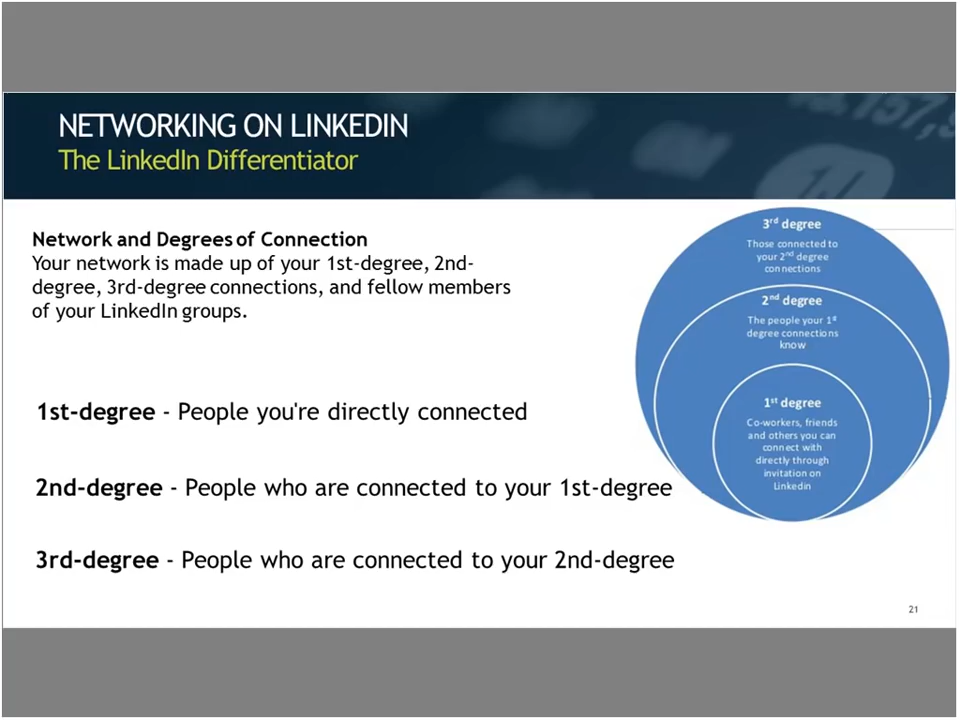 NETWORKING ON LINKEDIN
The LinkedIn Differentiator
Network and Degrees of Connection
Your network is made up of your 1st-degree, 2nd-
degree, 3rd-degree connections, and fellow members
of your LinkedIn groups.
1st-degree - People you're directly connected
2nd-degree - People who are connected to your 1st-degree
3rd-degree - People who are connected to your 2nd-degree
3rd degree
Those connected to
your 2nd degree
connections
2nd degree
The people your 1st
degree connections
know
1st degree
Co-workers, friends
and others you can
connect with
directly through
invitation on
Linkedin
21